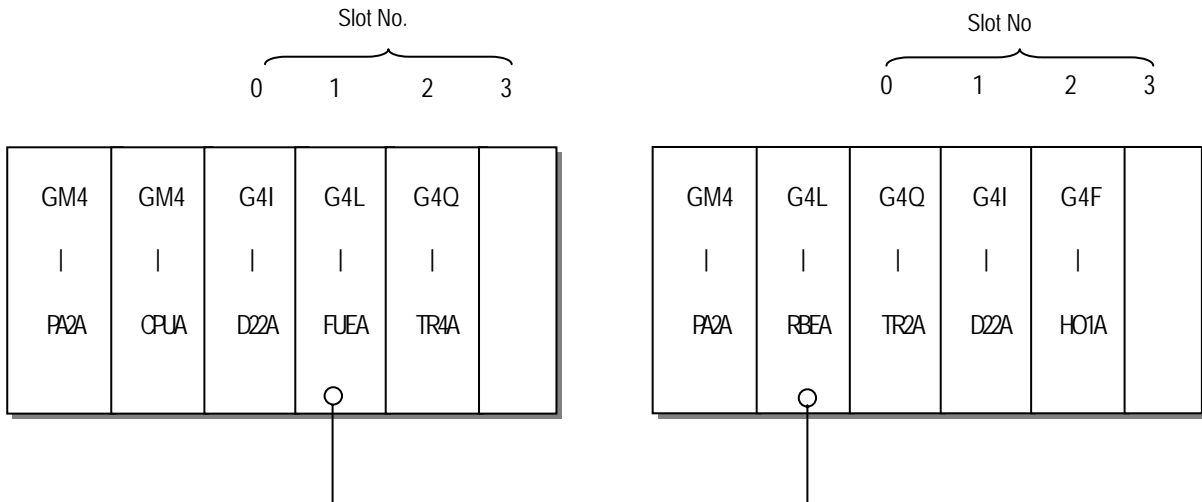 Slot No.
Slot No
0 1 2 3
0 1 2 3
GM4 GM4 G4I G4L G4Q
| | | | |
PA2A CPUA D22A FUEA TR4A
GM4 G4L G4Q G4I G4F
| | | | |
PA2A RBEA TR2A D22A HO1A